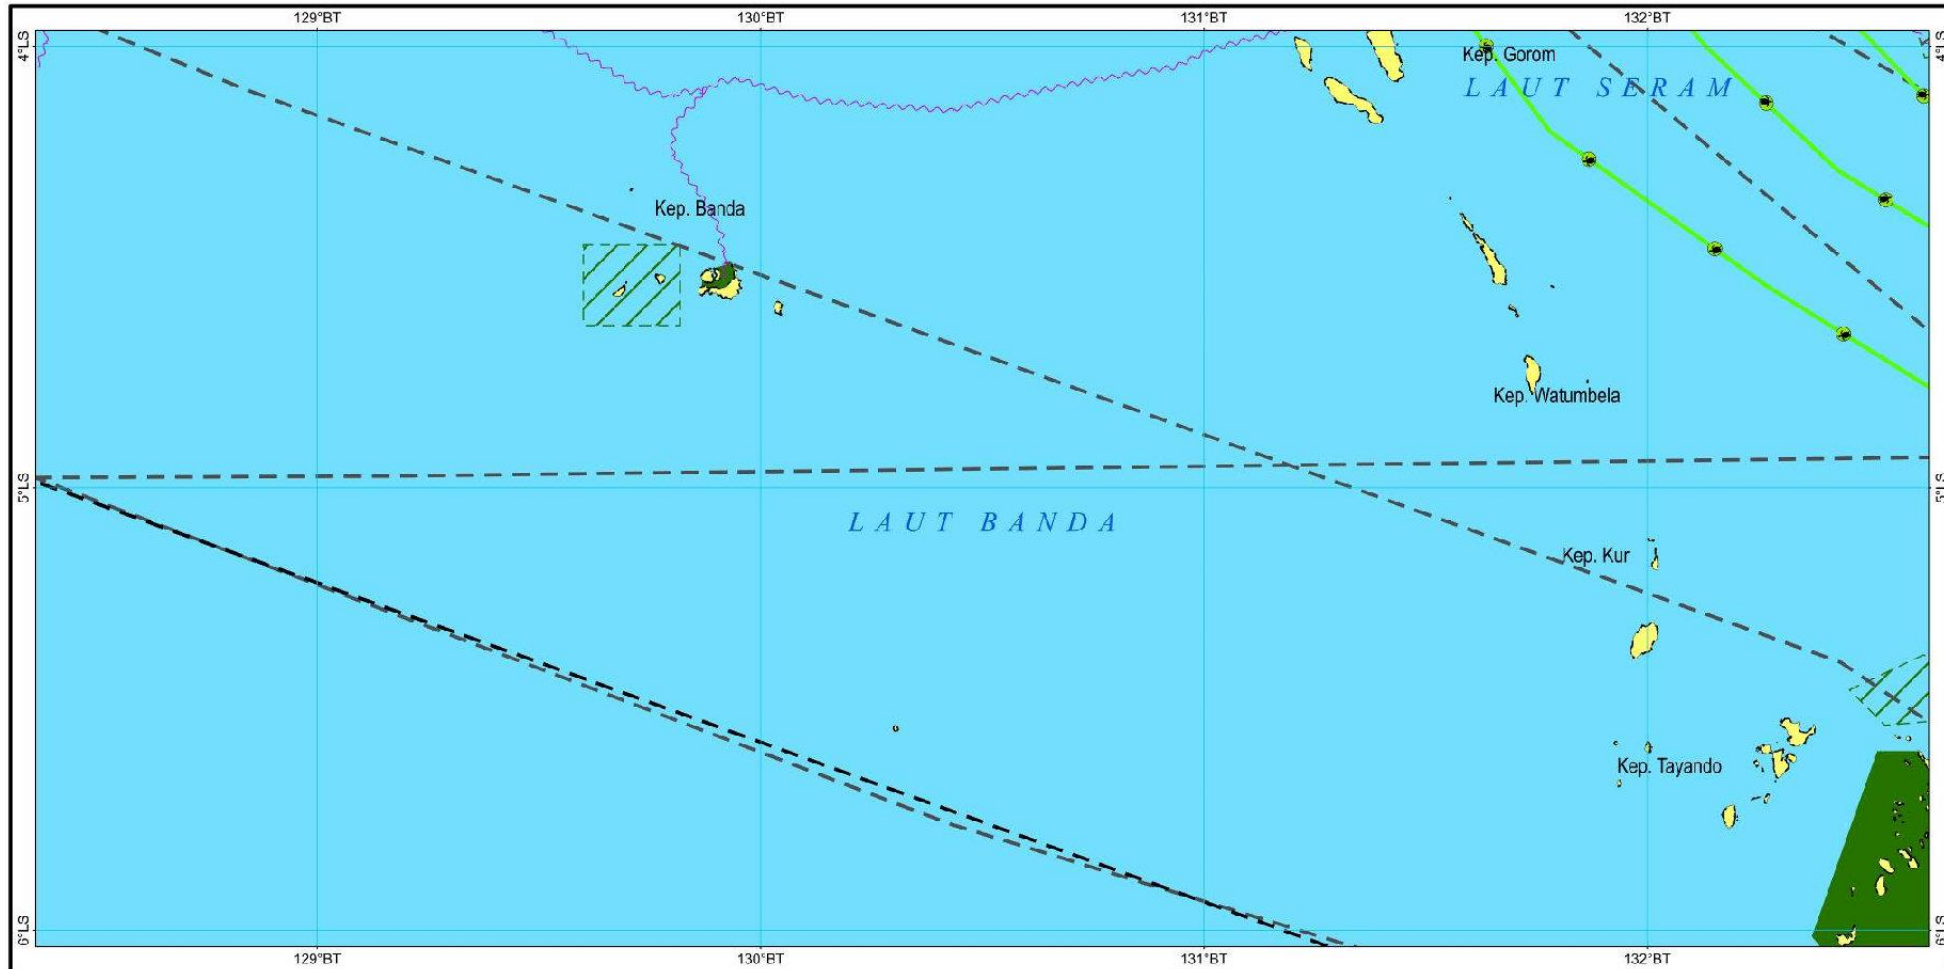 129°BT
130°BT
131°BT
132°BT
4°LS
4°LS
Kep. Gorom
LAUT SERAM
Kep. Banda
Kep. Watumbela
5°LS
5°LS
LAUT BANDA
Kep. Kur
Kep. Tayando
6°LS
6°LS
129°BT
130°BT
131°BT
132°BT